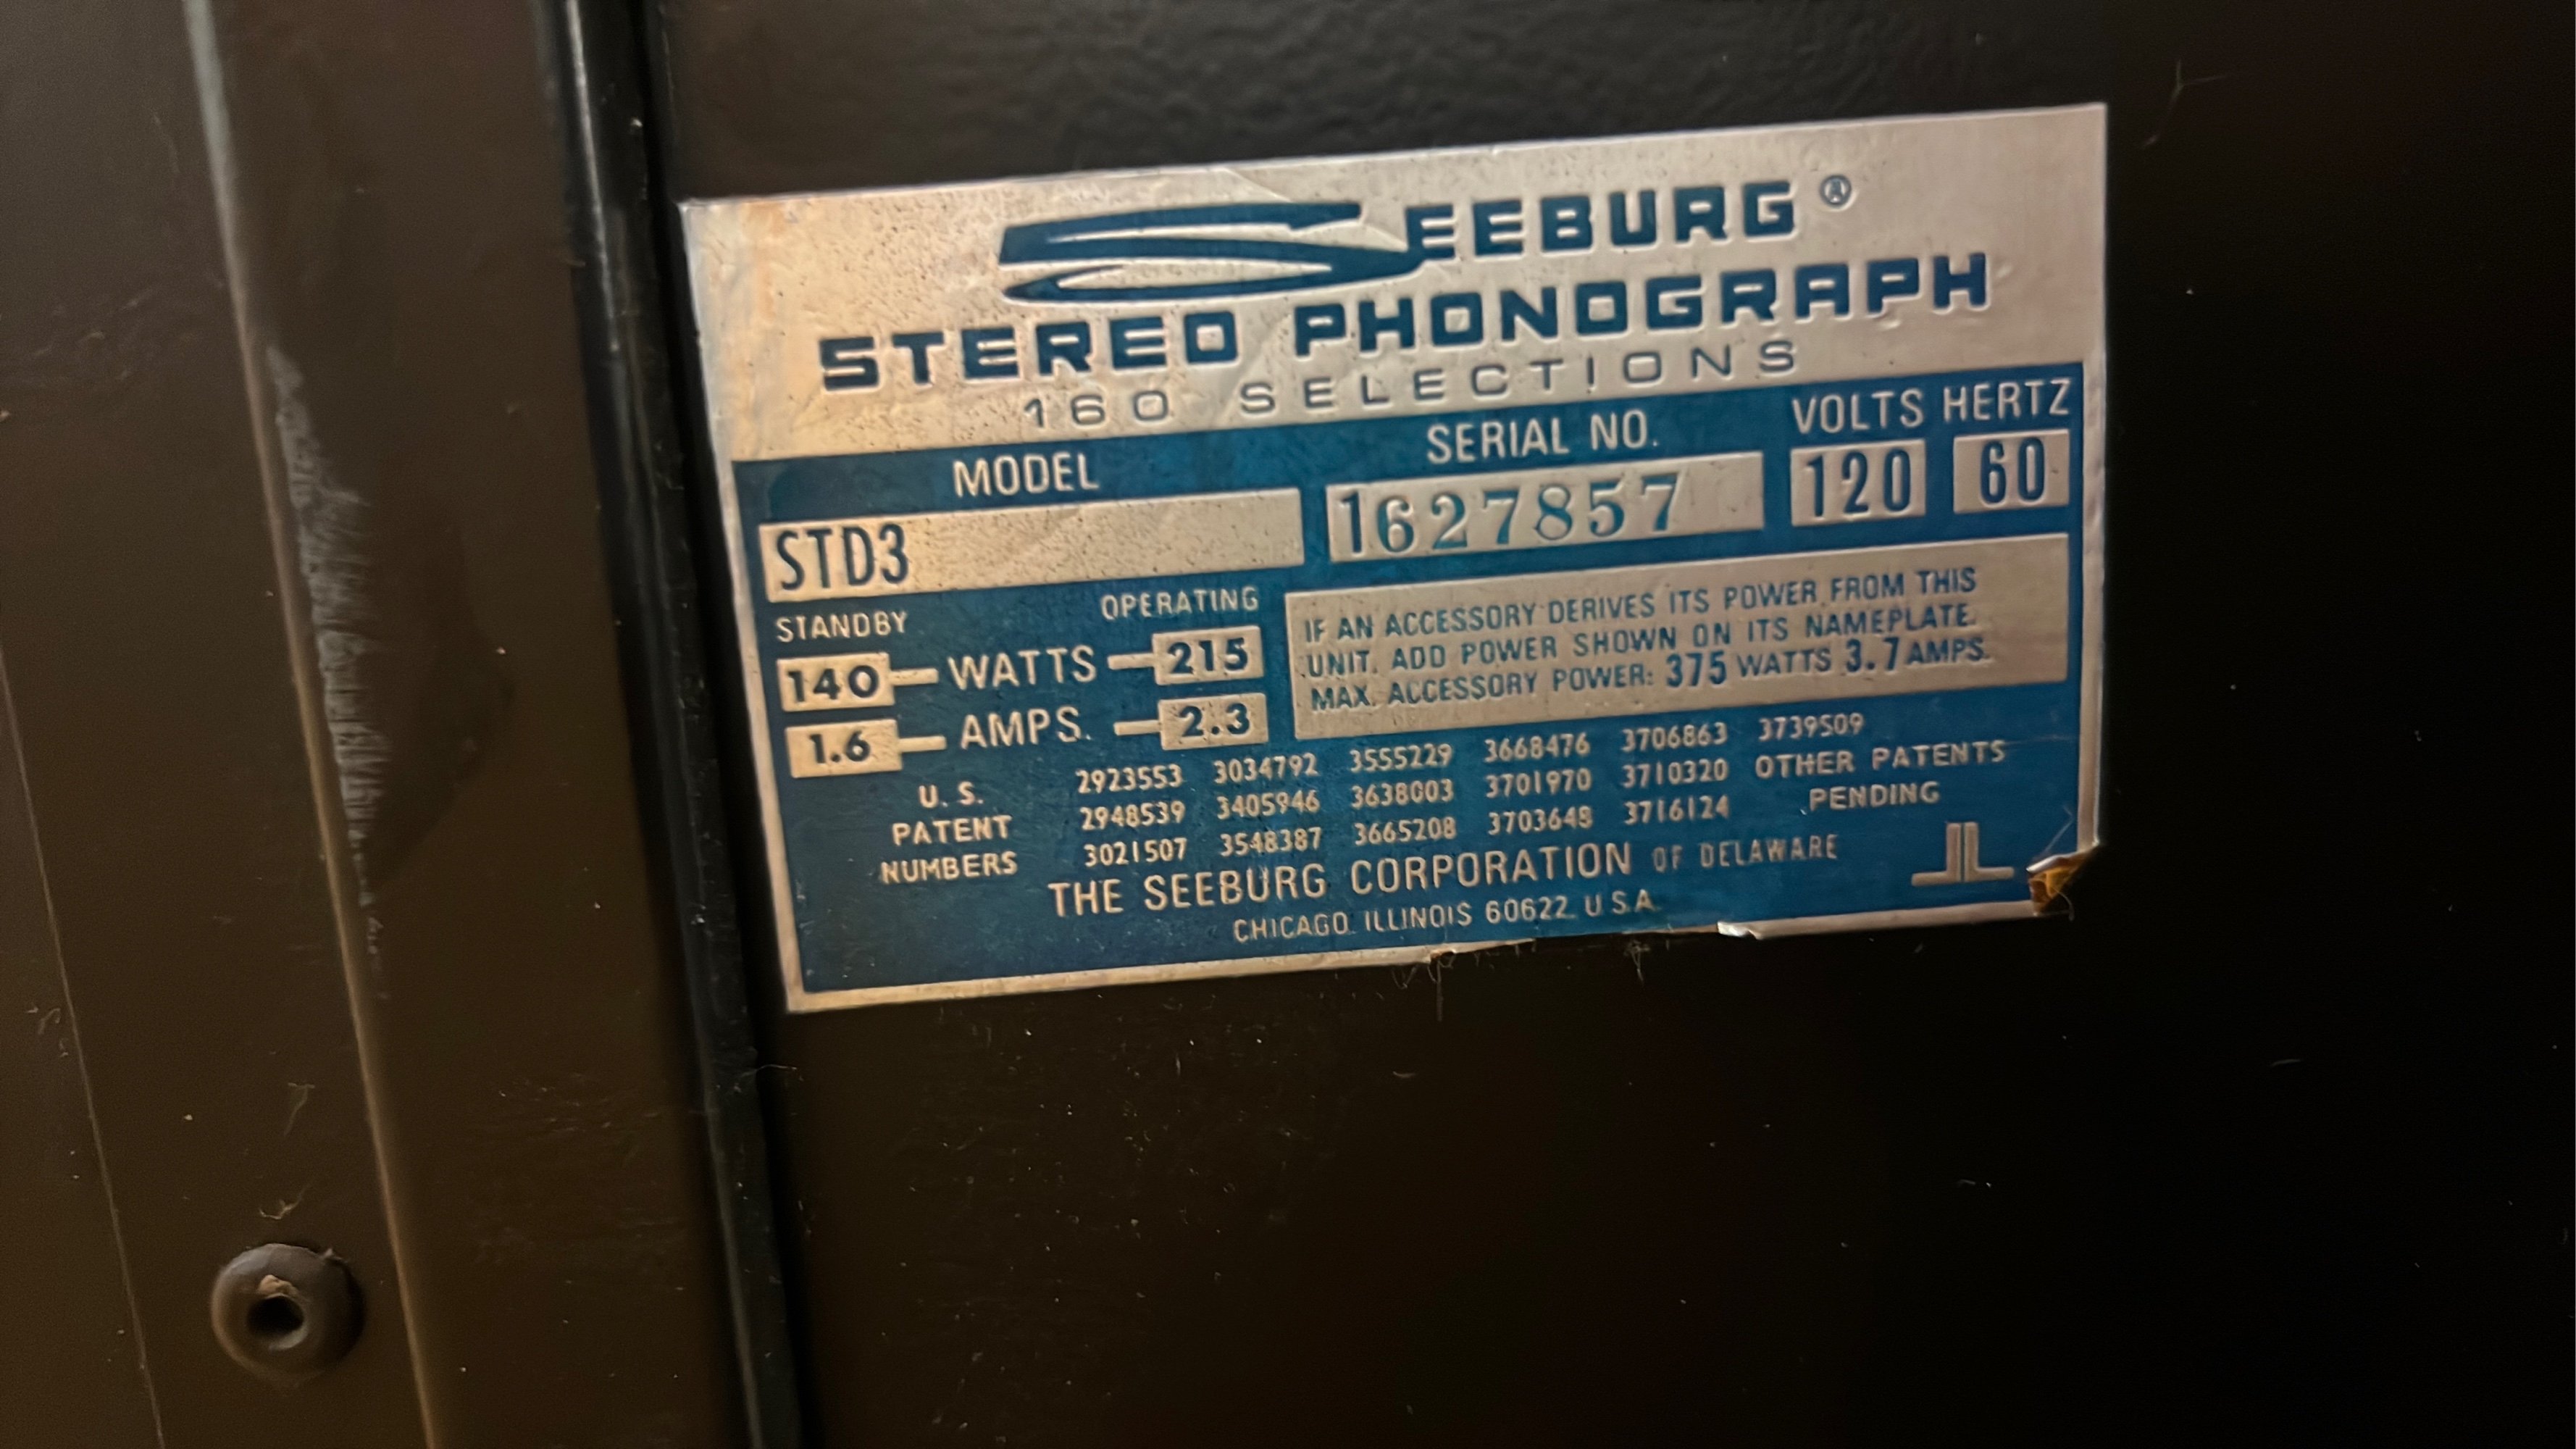 SEEBURG®
STEREO PHONOGRAPH
160 SELECTIONS
MODEL SERIAL NO. VOLTS HERTZ
STD3 1627857 120 60
STANDBY OPERATING
140 WATTS 215
1.6 AMPS. 2.3
IF AN ACCESSORY DERIVES ITS POWER FROM THIS
UNIT, ADD POWER SHOWN ON ITS NAMEPLATE.
MAX. ACCESSORY POWER: 375 WATTS 3.7 AMPS.
U. S.
PATENT
NUMBERS
2923553 3034792 3555229 3668476 3706863 3739509
2948539 3405946 3638003 3701970 3710320 OTHER PATENTS
3021507 3548387 3665208 3703648 3716124 PENDING
THE SEEBURG CORPORATION OF DELAWARE
CHICAGO ILLINOIS 60622 U.S.A.